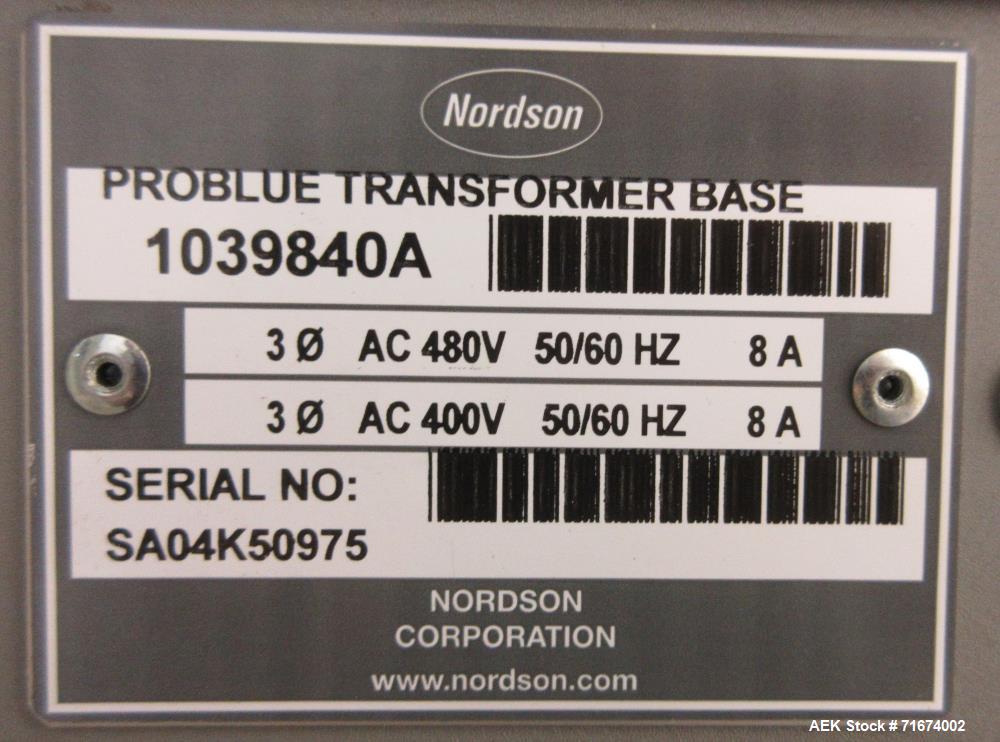 Nordson
PROBLUE TRANSFORMER BASE
1039840A
3 Ø AC 480V 50/60 HZ 8 A
3 Ø AC 400V 50/60 HZ 8 A
SERIAL NO:
SA04K50975
NORDSON
CORPORATION
www.nordson.com
AEK Stock #71674002